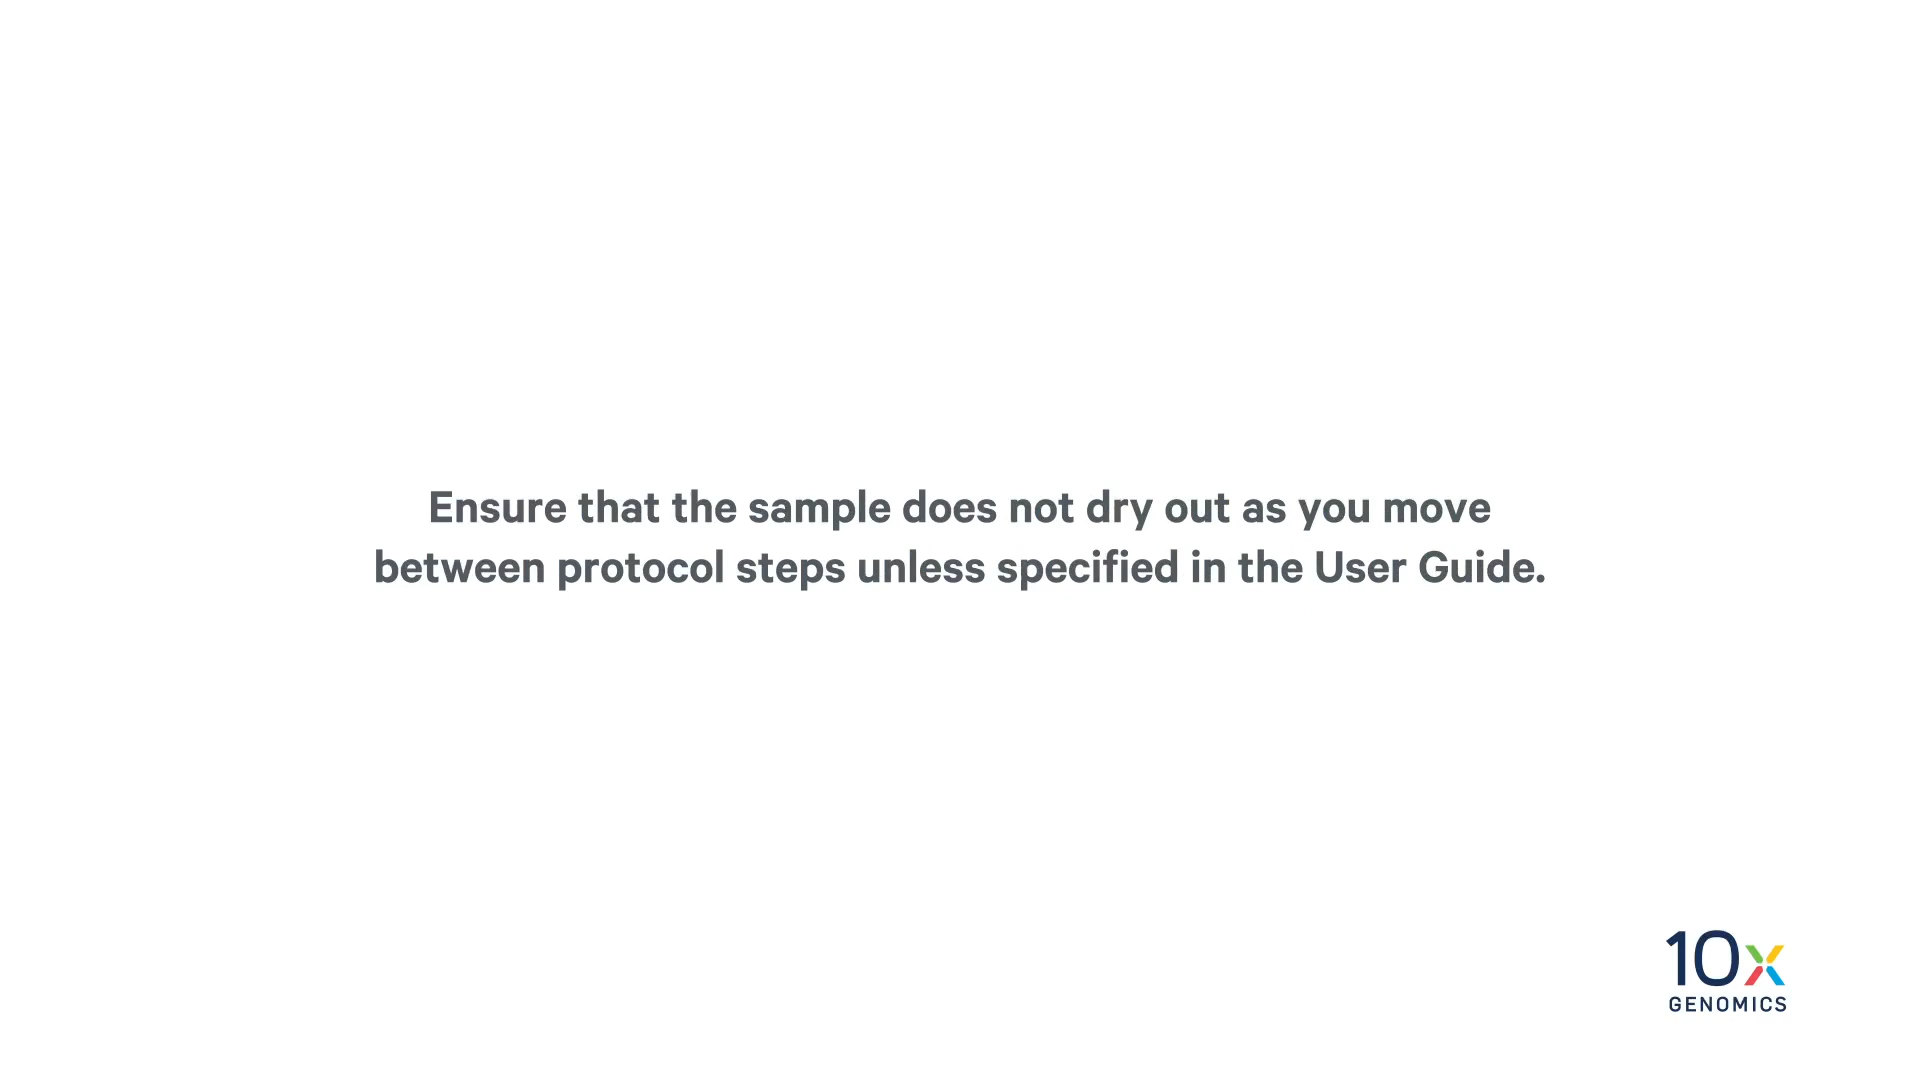 Ensure that the sample does not dry out as you move
between protocol steps unless specified in the User Guide.
10x
GENOMICS